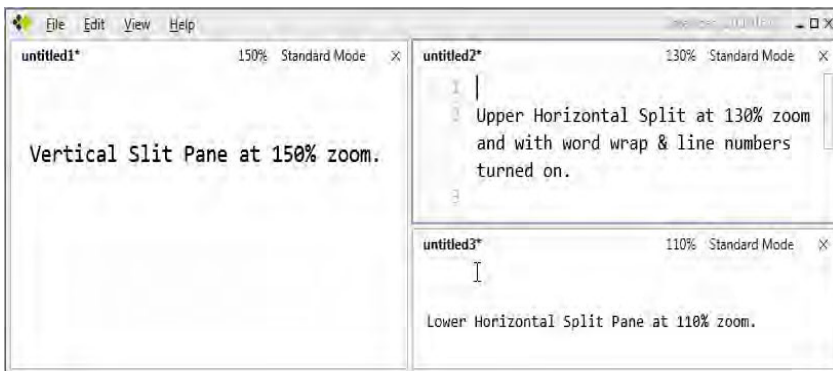 File Edit View Help
untitled1* 150% Standard Mode X
Vertical Slit Pane at 150% zoom.
untitled2* 130% Standard Mode X
1
2 Upper Horizontal Split at 130% zoom
and with word wrap & line numbers
turned on.
3
untitled3* 110% Standard Mode X
Lower Horizontal Split Pane at 110% zoom.